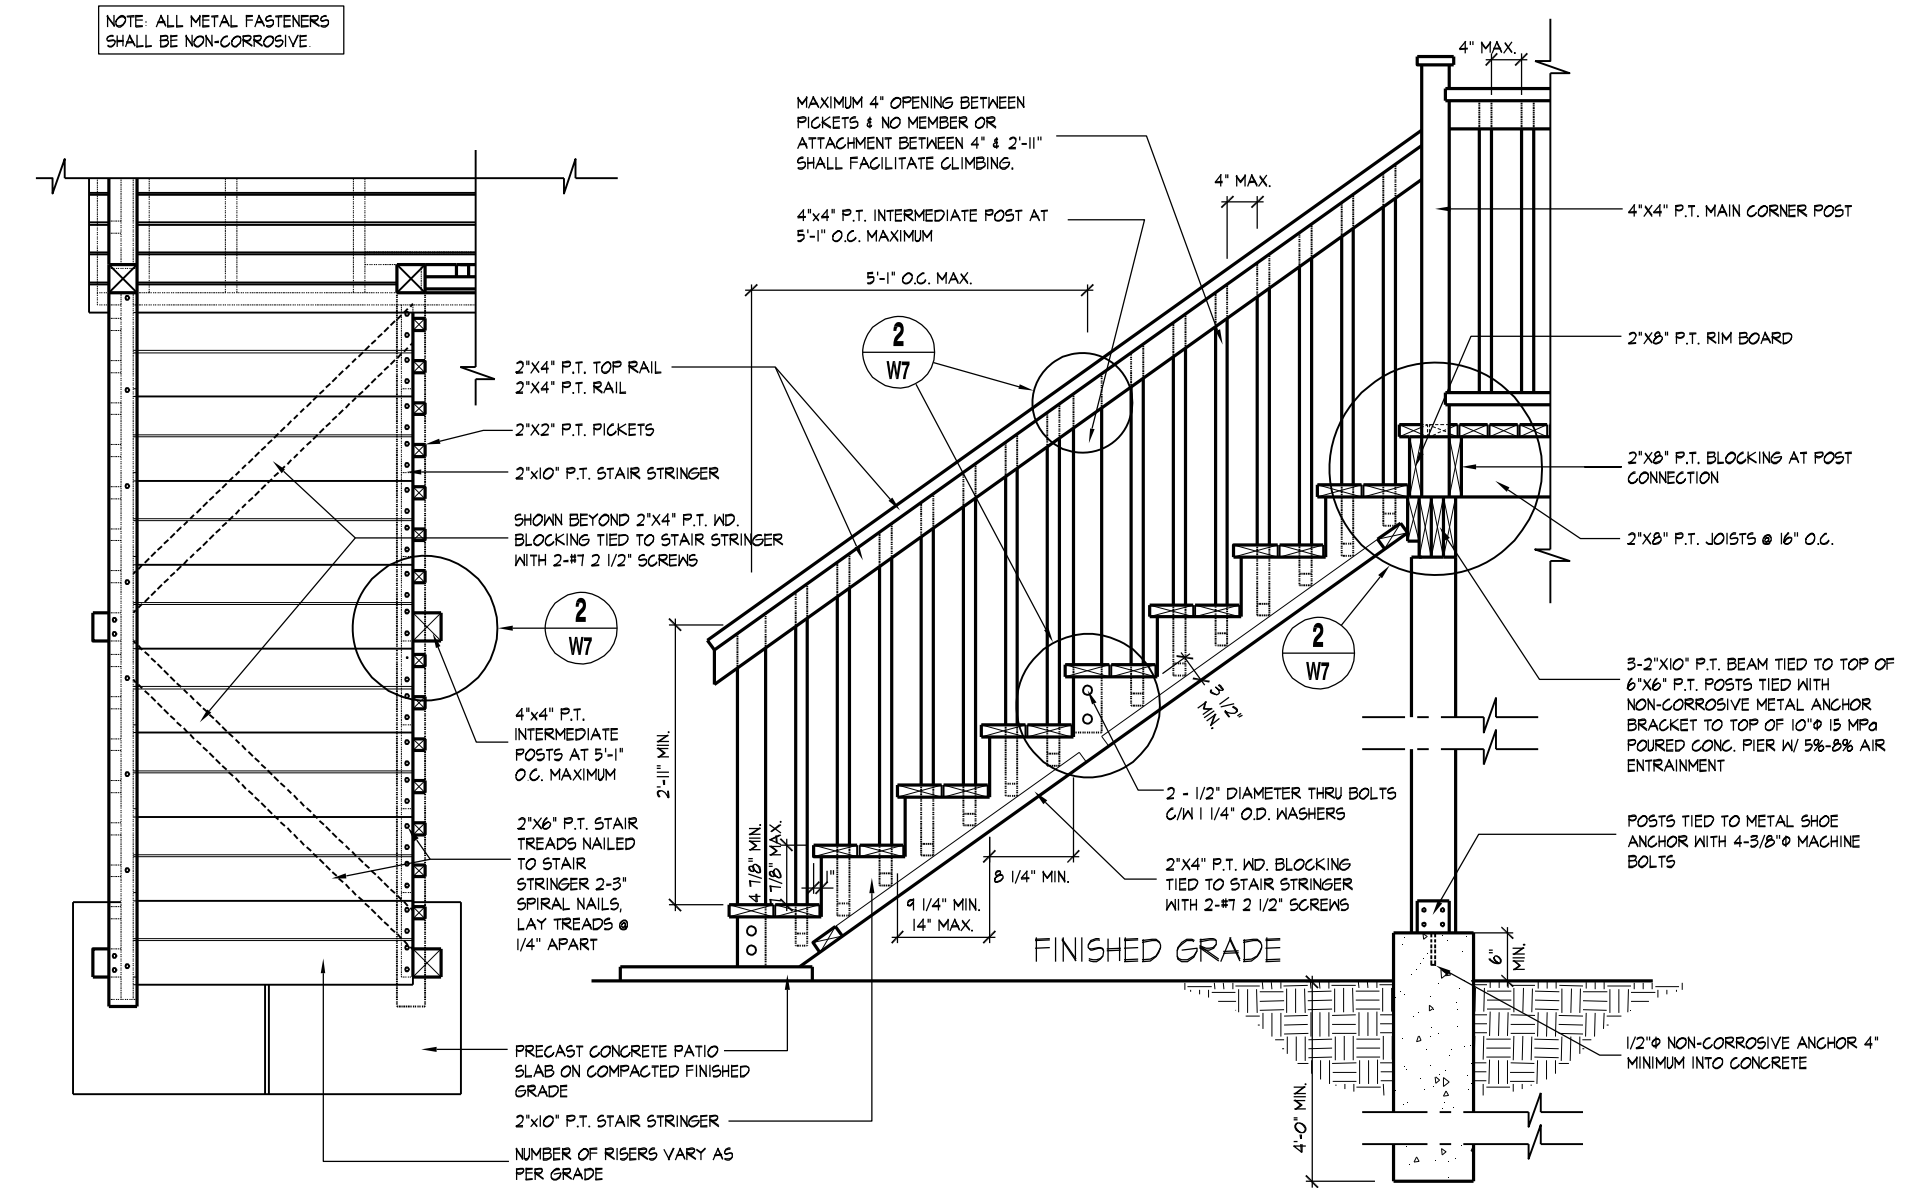 NOTE: ALL METAL FASTENERS
SHALL BE NON-CORROSIVE.
4" MAX.
MAXIMUM 4" OPENING BETWEEN
PICKETS & NO MEMBER OR
ATTACHMENT BETWEEN 4" & 2'-11"
SHALL FACILITATE CLIMBING.
4" MAX.
4"x4" P.T. INTERMEDIATE POST AT
5'-1" O.C. MAXIMUM
4"X4" P.T. MAIN CORNER POST
5'-1" O.C. MAX.
2
W7
2"X8" P.T. RIM BOARD
2"X4" P.T. TOP RAIL
2"X4" P.T. RAIL
2"X2" P.T. PICKETS
2"x10" P.T. STAIR STRINGER
2"X8" P.T. BLOCKING AT POST
CONNECTION
SHOWN BEYOND 2"X4" P.T. WD.
BLOCKING TIED TO STAIR STRINGER
WITH 2-#7 2 1/2" SCREWS
2"X8" P.T. JOISTS @ 16" O.C.
2
W7
2
W7
3-2"X10" P.T. BEAM TIED TO TOP OF
6"X6" P.T. POSTS TIED WITH
NON-CORROSIVE METAL ANCHOR
BRACKET TO TOP OF 10"Φ 15 MPa
POURED CONC. PIER W/ 5%-8% AIR
ENTRAINMENT
3 1/2"
MIN.
4"x4" P.T.
INTERMEDIATE
POSTS AT 5'-1"
O.C. MAXIMUM
2'-11" MIN.
2 - 1/2" DIAMETER THRU BOLTS
C/W 1 1/4" O.D. WASHERS
2"X6" P.T. STAIR
TREADS NAILED
TO STAIR
STRINGER 2-3"
SPIRAL NAILS,
LAY TREADS @
1/4" APART
4 7/8" MIN.
7 7/8" MAX.
1"
8 1/4" MIN.
9 1/4" MIN.
14" MAX.
2"X4" P.T. WD. BLOCKING
TIED TO STAIR STRINGER
WITH 2-#7 2 1/2" SCREWS
POSTS TIED TO METAL SHOE
ANCHOR WITH 4-3/8"Φ MACHINE
BOLTS
FINISHED GRADE
6"
MIN.
PRECAST CONCRETE PATIO
SLAB ON COMPACTED FINISHED
GRADE
1/2"Φ NON-CORROSIVE ANCHOR 4"
MINIMUM INTO CONCRETE
4'-0" MIN.
2"x10" P.T. STAIR STRINGER
NUMBER OF RISERS VARY AS
PER GRADE